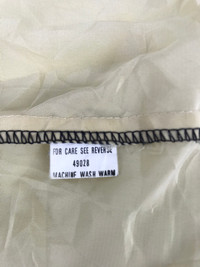 FOR CARE SEE REVERSE
49028
MACHINE WASH WARM